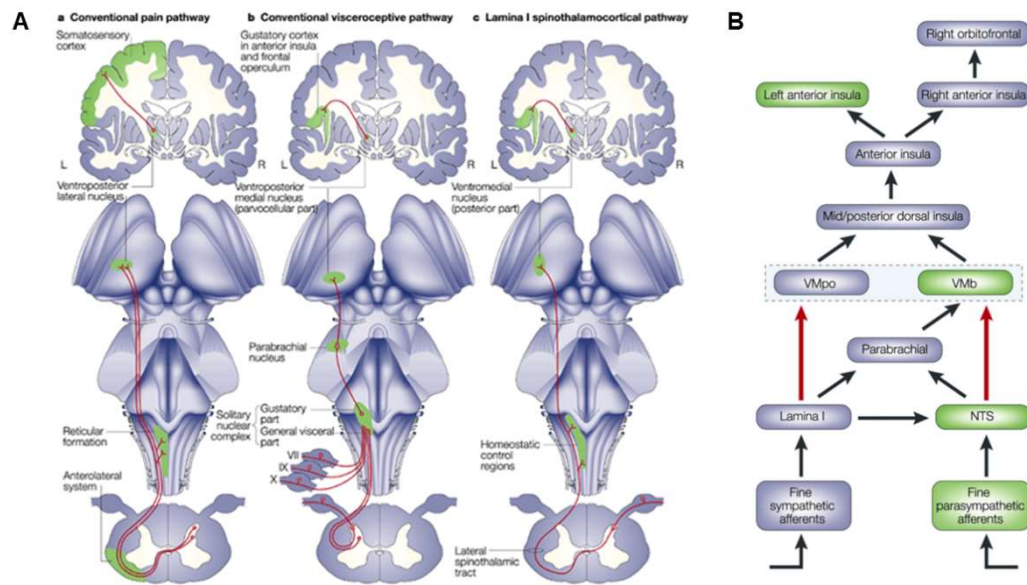 A
a Conventional pain pathway
Somatosensory
cortex
L
Ventroposterior
lateral nucleus
Reticular
formation
Anterolateral
system
b Conventional visceroceptive pathway
Gustatory cortex
in anterior insula
and frontal
operculum
R
Ventroposterior
medial nucleus
(parvocellular part)
Parabrachial
nucleus
Solitary
nuclear
complex
Gustatory
part
General visceral
part
VII
IX
X
c Lamina I spinothalamocortical pathway
L
R
Ventromedial
nucleus
(posterior part)
Homeostatic
control
regions
Lateral
spinothalamic
tract
B
Right orbitofrontal
Left anterior insula
Right anterior insula
Anterior insula
Mid/posterior dorsal insula
VMpo
VMb
Parabrachial
Lamina I
NTS
Fine
sympathetic
afferents
Fine
parasympathetic
afferents